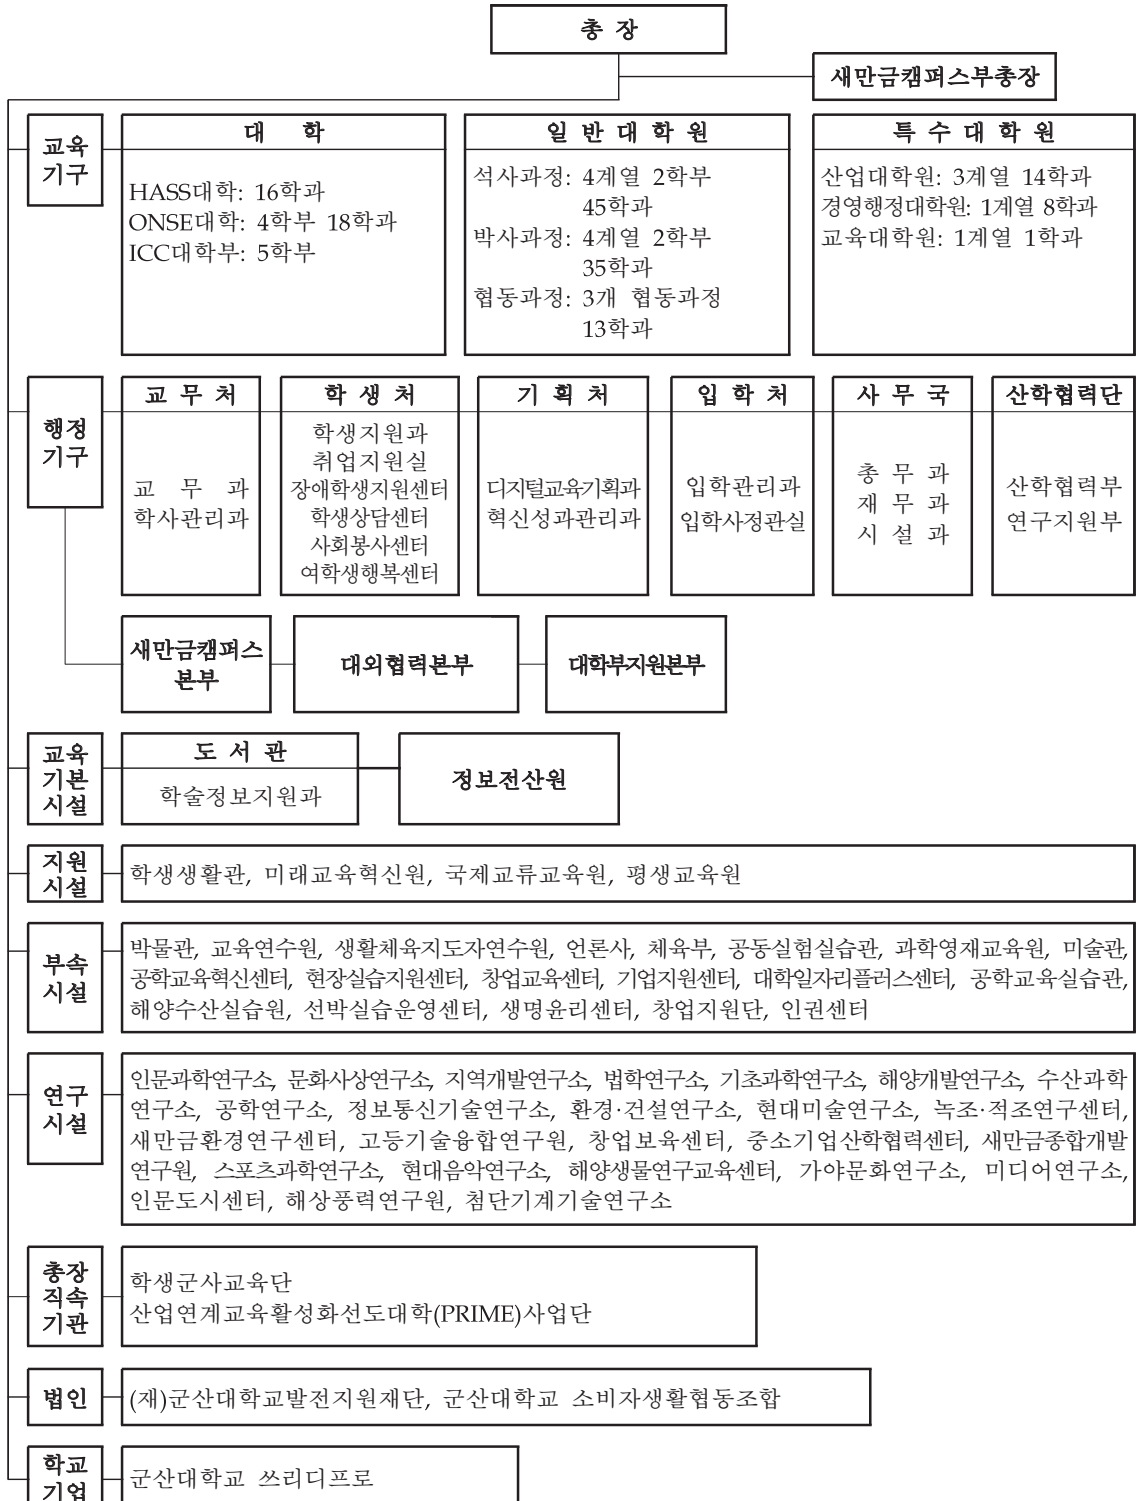 총 장
새만금캠퍼스부총장
교육
기구
대 학
HASS대학: 16학과
ONSE대학: 4학부 18학과
ICC대학부: 5학부
일 반 대 학 원
석사과정: 4계열 2학부
45학과
박사과정: 4계열 2학부
35학과
협동과정: 3개 협동과정
13학과
특 수 대 학 원
산업대학원: 3계열 14학과
경영행정대학원: 1계열 8학과
교육대학원: 1계열 1학과
행정
기구
교 무 처
교 무 과
학사관리과
학 생 처
학생지원과
취업지원실
장애학생지원센터
학생상담센터
사회봉사센터
여학생행복센터
기 획 처
디지털교육기획과
혁신성과관리과
입 학 처
입학관리과
입학사정관실
사 무 국
총 무 과
재 무 과
시 설 과
산학협력단
산학협력부
연구지원부
새만금캠퍼스
본부
대외협력본부
대학부지원본부
교육
기본
시설
도 서 관
학술정보지원과
정보전산원
지원
시설
학생생활관, 미래교육혁신원, 국제교류교육원, 평생교육원
부속
시설
박물관, 교육연수원, 생활체육지도자연수원, 언론사, 체육부, 공동실험실습관, 과학영재교육원, 미술관,
공학교육혁신센터, 현장실습지원센터, 창업교육센터, 기업지원센터, 대학일자리플러스센터, 공학교육실습관,
해양수산실습원, 선박실습운영센터, 생명윤리센터, 창업지원단, 인권센터
연구
시설
인문과학연구소, 문화사상연구소, 지역개발연구소, 법학연구소, 기초과학연구소, 해양개발연구소, 수산과학
연구소, 공학연구소, 정보통신기술연구소, 환경·건설연구소, 현대미술연구소, 녹조·적조연구센터,
새만금환경연구센터, 고등기술융합연구원, 창업보육센터, 중소기업산학협력센터, 새만금종합개발
연구원, 스포츠과학연구소, 현대음악연구소, 해양생물연구교육센터, 가야문화연구소, 미디어연구소,
인문도시센터, 해상풍력연구원, 첨단기계기술연구소
총장
직속
기관
학생군사교육단
산업연계교육활성화선도대학(PRIME)사업단
법인
(재)군산대학교발전지원재단, 군산대학교 소비자생활협동조합
학교
기업
군산대학교 쓰리디프로